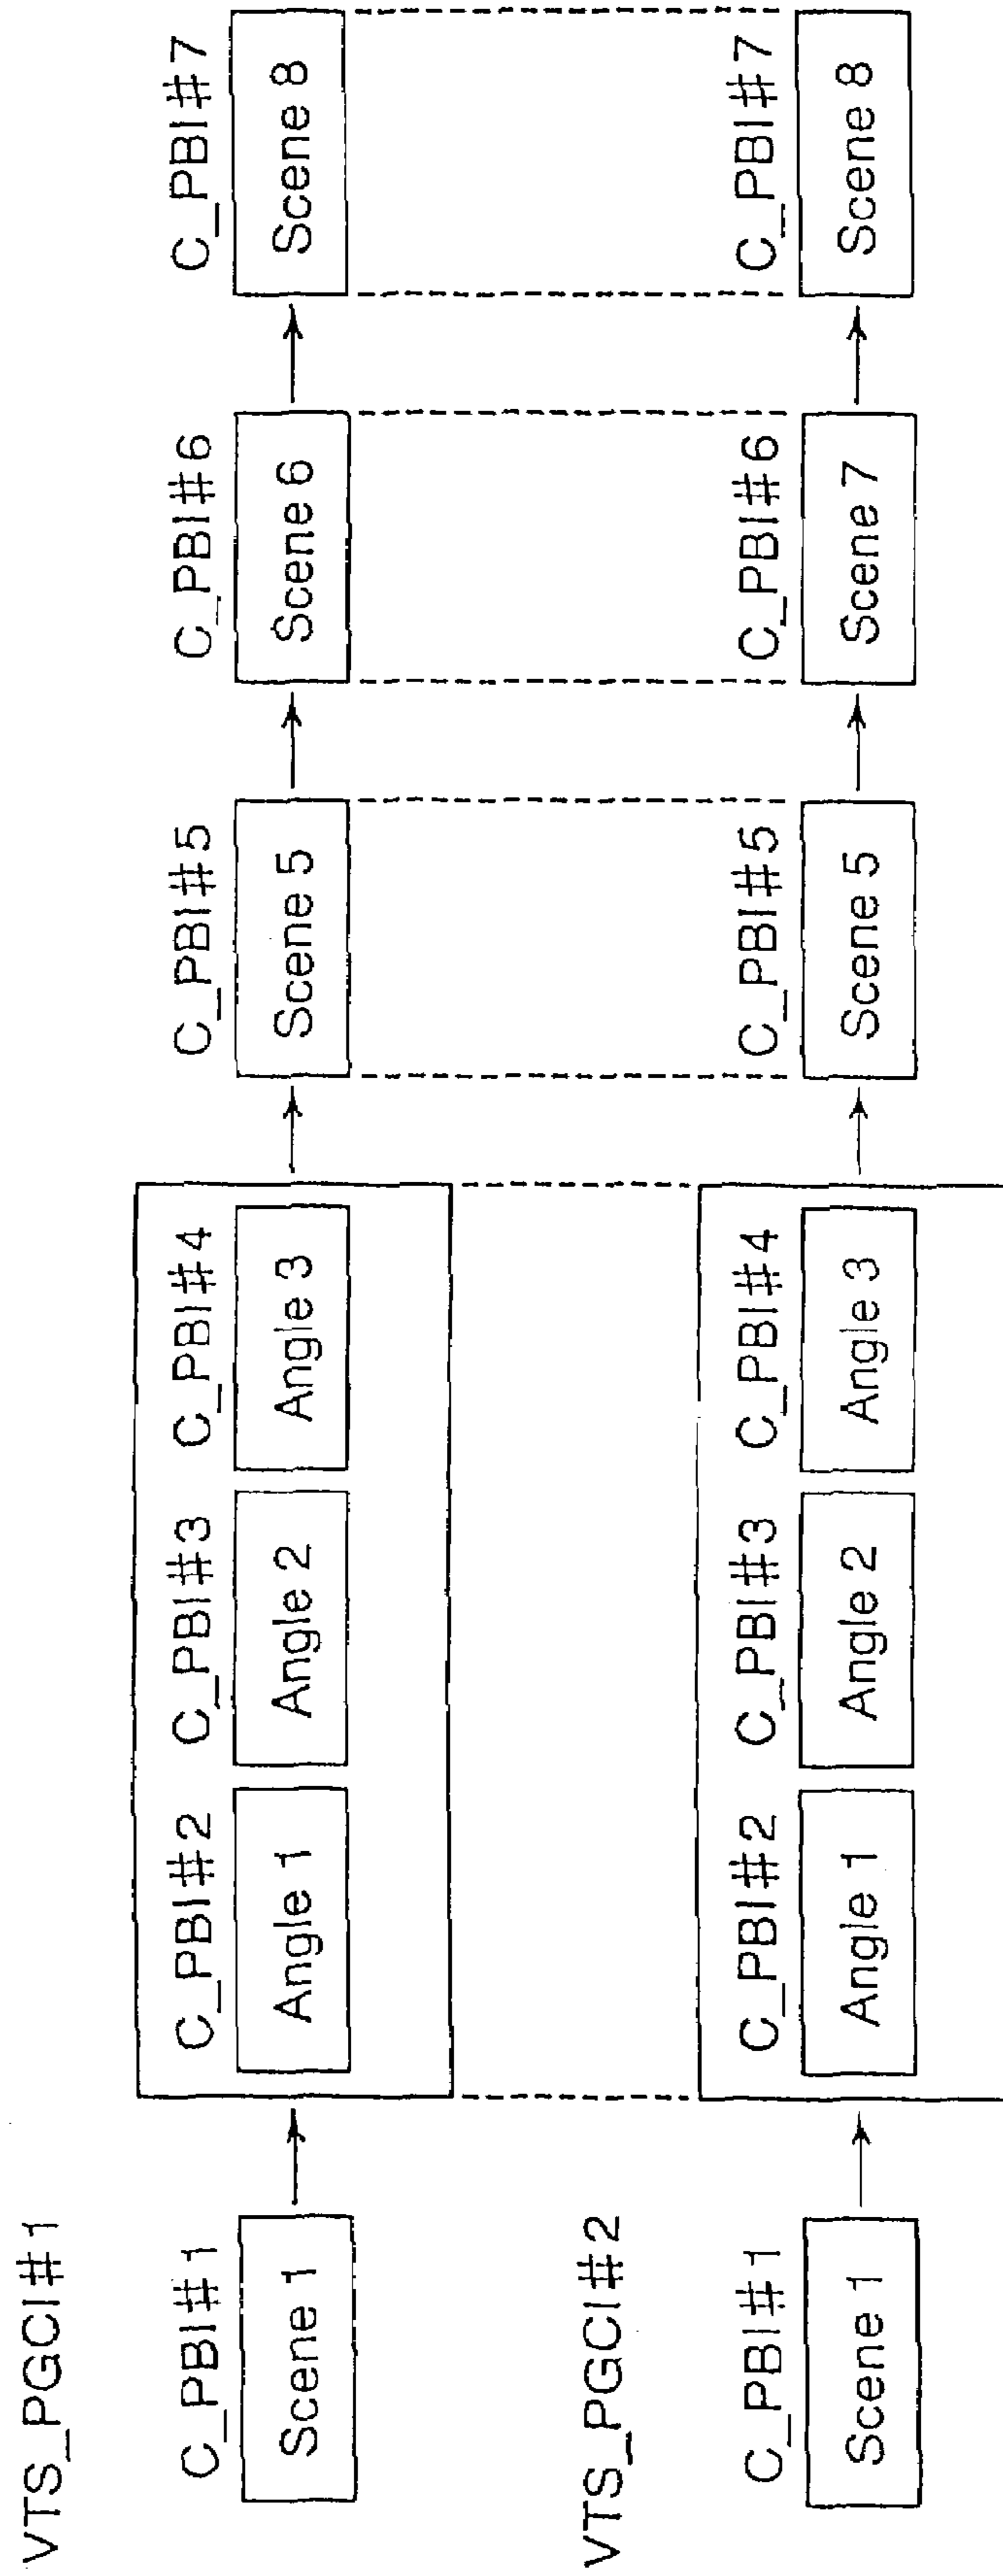 VTS_PGCI#1
C_PBI#1 C_PBI#2 C_PBI#3 C_PBI#4 C_PBI#5 C_PBI#6 C_PBI#7
Scene 1 Angle 1 Angle 2 Angle 3 Scene 5 Scene 6 Scene 8
VTS_PGCI#2
C_PBI#1 C_PBI#2 C_PBI#3 C_PBI#4 C_PBI#5 C_PBI#6 C_PBI#7
Scene 1 Angle 1 Angle 2 Angle 3 Scene 5 Scene 7 Scene 8